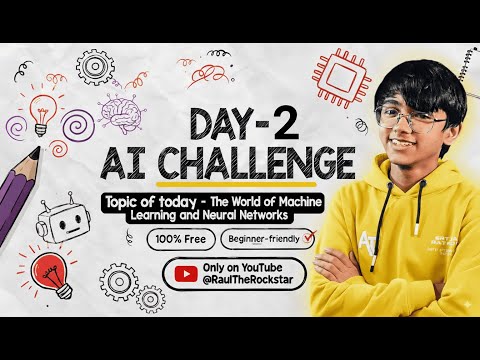 DAY-2
AI CHALLENGE
Topic of today - The World of Machine
Learning and Neural Networks
100% Free
Beginner-friendly
Only on YouTube
@RaulTheRockstar